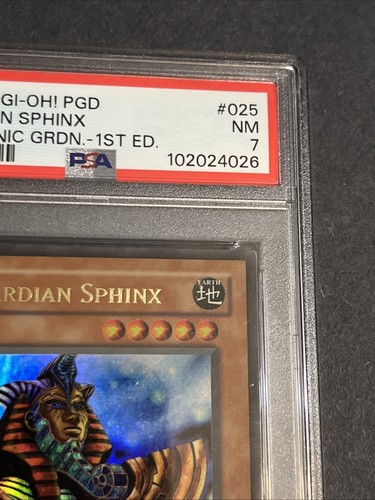 GI-OH! PGD #025
N SPHINX NM
NIC GRDN.-1ST ED. 7
PSA 102024026
RDIAN SPHINX EARTH
地